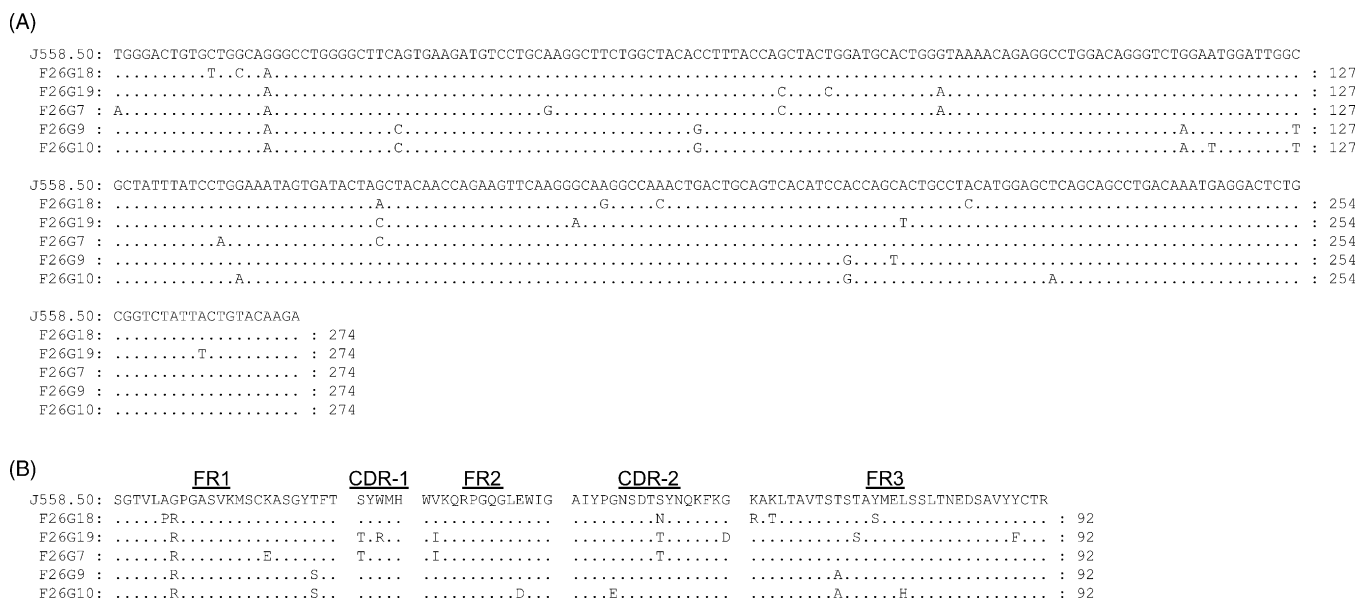 (A)
J558.50: TGGGACTGTGCTGGCAGGGCCTGGGGCTTCAGTGAAGATGTCCTGCAAGGCTTCTGGCTACACCTTTACCAGCTACTGGATGCACTGGGTAAAACAGAGGCCTGGACAGGGTCTGGAATGGATTGGC
F26G18: ..........T..C..A.............................................................................................................. : 127
F26G19: ................A......................................................C....C...........A...................................... : 127
F26G7 : A...............A.............................G........................C................A...................................... : 127
F26G9 : ................A.............C...............................G...................................................A...........T : 127
F26G10: ................A.............C...............................G...................................................A..T........T : 127
J558.50: GCTATTTATCCTGGAAATAGTGATACTAGCTACAACCAGAAGTTCAAGGGCAAGGCCAAACTGACTGCAGTCACATCCACCAGCACTGCCTACATGGAGCTCAGCAGCCTGACAAATGAGGACTCTG
F26G18: ............................A.......................G.....C................................C................................... : 254
F26G19: ............................C....................A..................................T.......................................... : 254
F26G7 : ...........A................C.................................................................................................. : 254
F26G9 : ..............................................................................G....T........................................... : 254
F26G10: .............A................................................................G.....................A.......................... : 254
J558.50: CGGTCTATTACTGTACAAGA
F26G18: .................... : 274
F26G19: .........T.......... : 274
F26G7 : .................... : 274
F26G9 : .................... : 274
F26G10: .................... : 274
(B)
FR1 CDR-1 FR2 CDR-2 FR3
J558.50: SGTVLAGPGASVKMSCKASGYTFT SYWMH WVKQRPGQGLEWIG AIYPGNSDTSYNQKFKG KAKLTAVTSTSTAYMELSSLTNEDSAVYYCTR
F26G18: .....PR................. ..... .............. .........N....... R.T..........S.................. : 92
F26G19: ......R................. T.R.. .I............ .........T......D ...........S................F... : 92
F26G7 : ......R.........E....... T.... .I............ .........T....... ................................ : 92
F26G9 : ......R..............S.. ..... .............. ................. .........A...................... : 92
F26G10: ......R..............S.. ..... ..........D... ....E............ .........A......H............... : 92